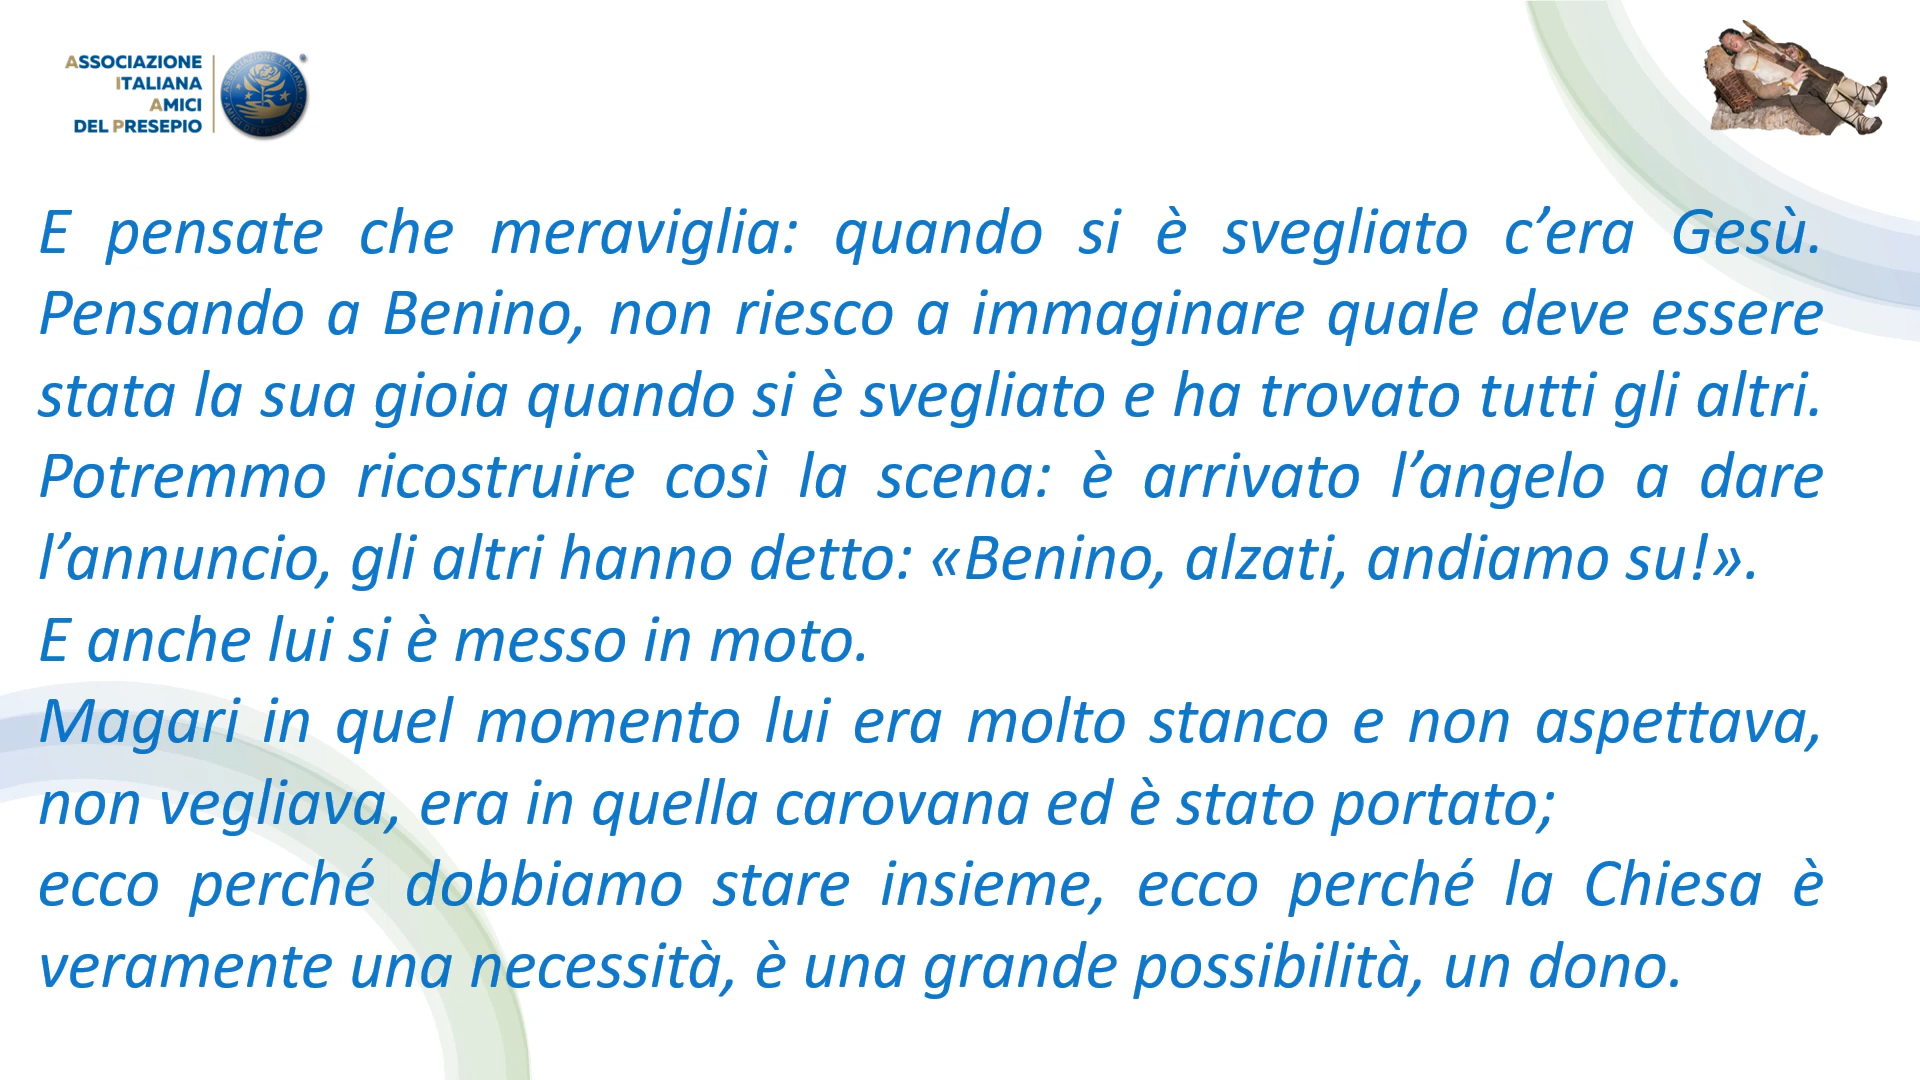 ASSOCIAZIONE
ITALIANA
AMICI
DEL PRESEPIO
E pensate che meraviglia: quando si è svegliato c’era Gesù.
Pensando a Benino, non riesco a immaginare quale deve essere
stata la sua gioia quando si è svegliato e ha trovato tutti gli altri.
Potremmo ricostruire così la scena: è arrivato l’angelo a dare
l’annuncio, gli altri hanno detto: «Benino, alzati, andiamo su!».
E anche lui si è messo in moto.
Magari in quel momento lui era molto stanco e non aspettava,
non vegliava, era in quella carovana ed è stato portato;
ecco perché dobbiamo stare insieme, ecco perché la Chiesa è
veramente una necessità, è una grande possibilità, un dono.